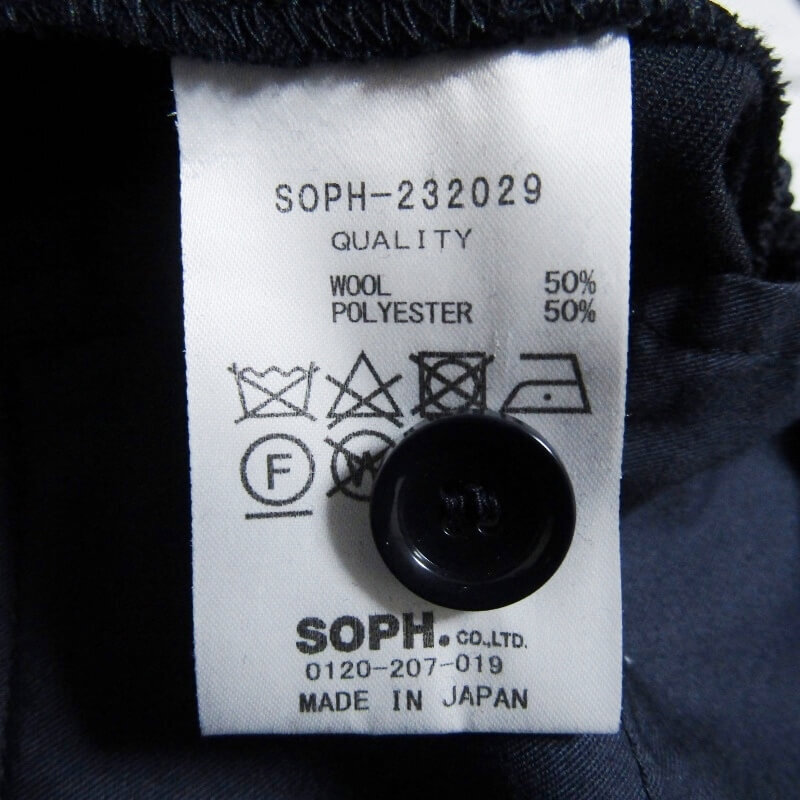 SOPH-232029
QUALITY
WOOL 50%
POLYESTER 50%
F W
SOPH. CO.,LTD.
0120-207-019
MADE IN JAPAN